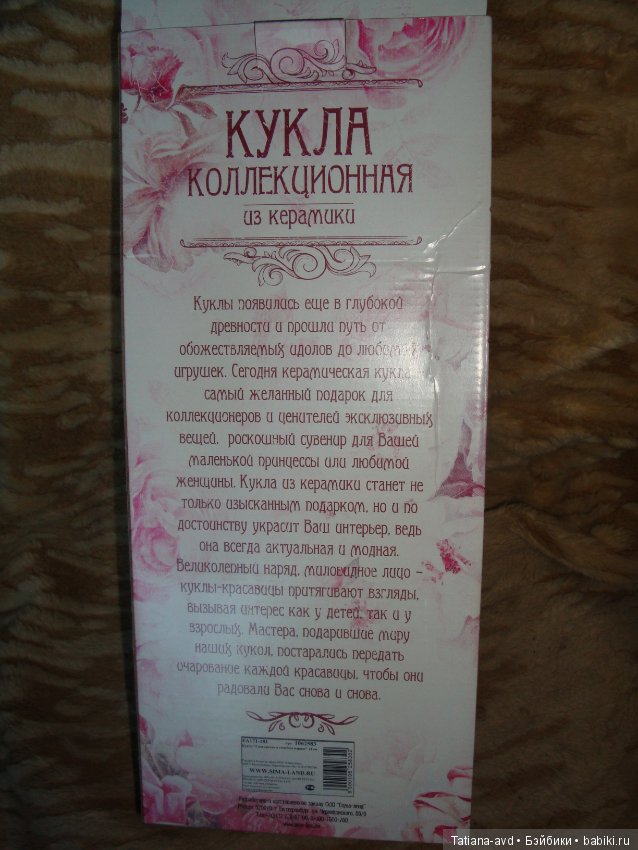 КУКЛА
КОЛЛЕКЦИОННАЯ
из керамики
Куклы появились еще в глубокой
древности и прошли путь от
обожествляемых идолов до любимых
игрушек. Сегодня керамическая кукла
самый желанный подарок для
коллекционеров и ценителей эксклюзивных
вещей, роскошный сувенир для Вашей
маленькой принцессы или любимой
женщины. Кукла из керамики станет не
только изысканным подарком, но и по
достоинству украсит Ваш интерьер, ведь
она всегда актуальная и модная.
Великолепный наряд, миловидное лицо –
куклы-красавицы притягивают взгляды,
вызывая интерес как у детей, так и у
взрослых. Мастера, подарившие миру
наших кукол, постарались передать
очарование каждой красавицы, чтобы они
радовали Вас снова и снова.
1061983
WWW.SIMA-LAND.RU
Tatiana-avd • Бэйбики • babiki.ru